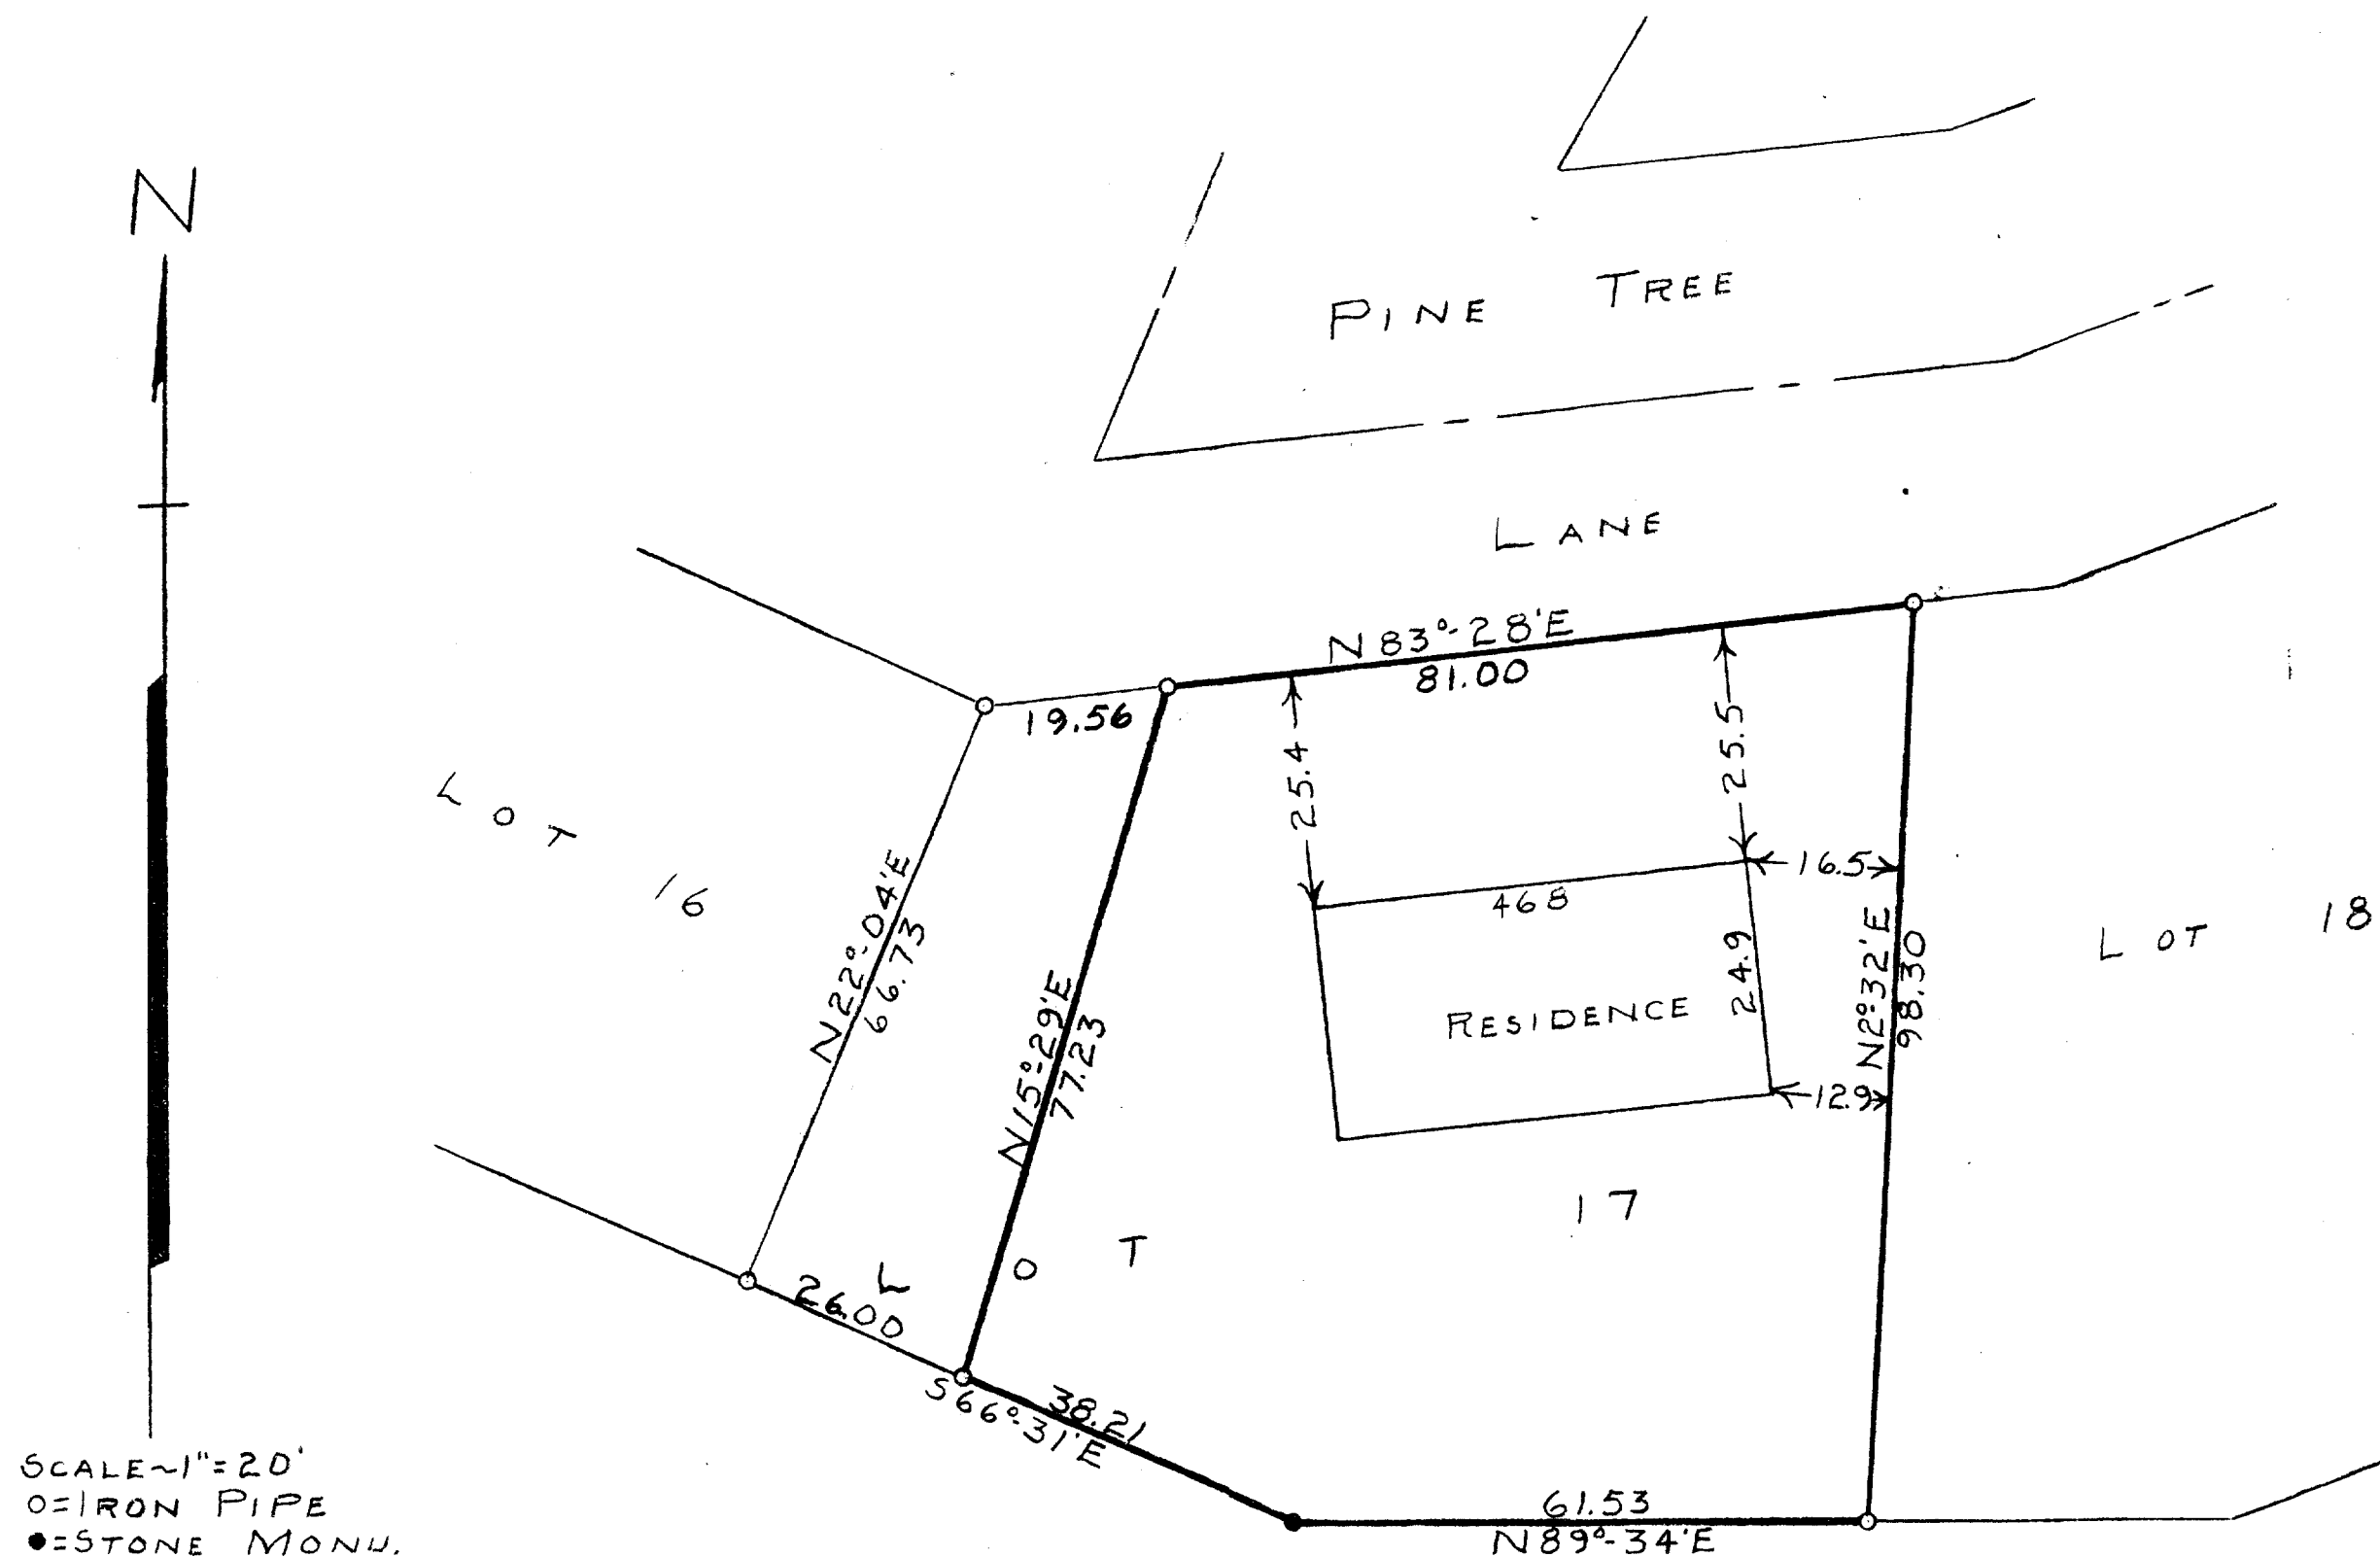 N
PINE TREE
LANE
N83°-28'E
81.00
19.56
25.4
25.5
LOT 16
N22°-04'E
66.73
N15°-29'E
77.23
468
16.5
24.9
RESIDENCE
12.9
N2°-32'E
98.30
LOT 18
LOT 17
26.00
S66°-31'E
38.21
61.53
N89°-34'E
SCALE~1"=20'
O=IRON PIPE
●=STONE MONU.